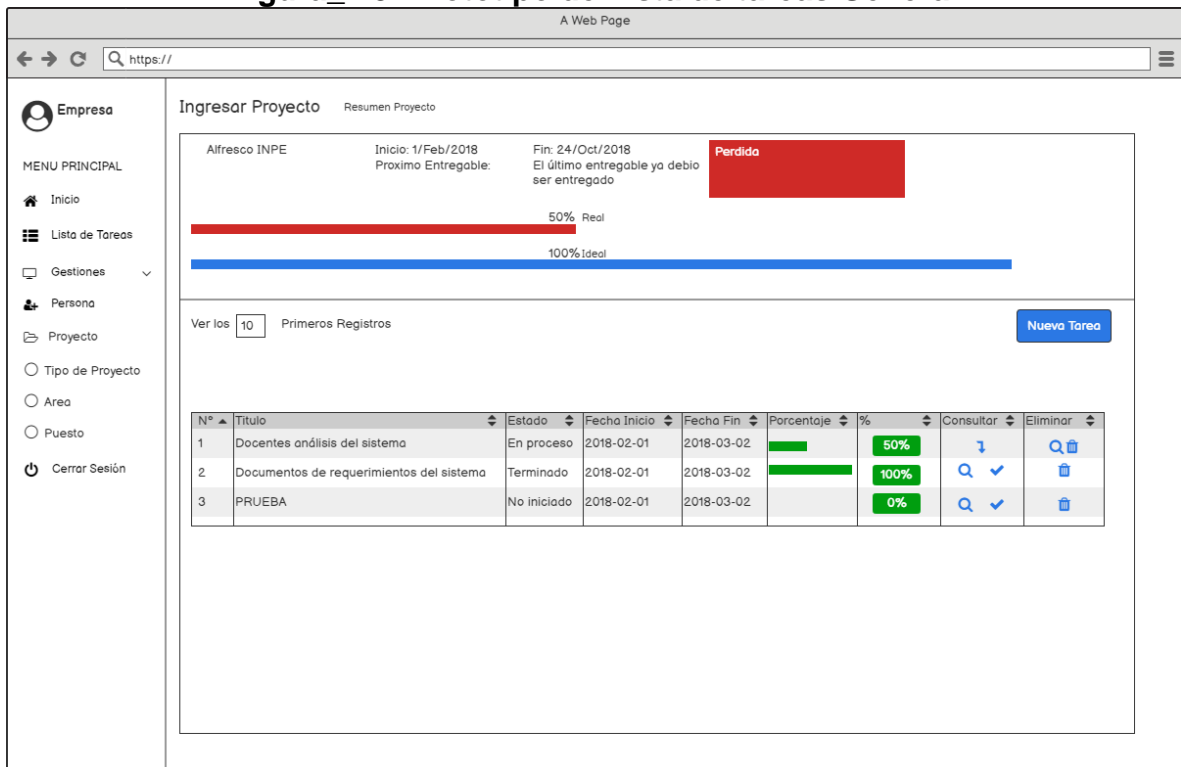 A Web Page
https://
Empresa
MENU PRINCIPAL
Inicio
Lista de Tareas
Gestiones
Persona
Proyecto
Tipo de Proyecto
Area
Puesto
Cerrar Sesión
Ingresar Proyecto Resumen Proyecto
Alfresco INPE Inicio: 1/Feb/2018 Fin: 24/Oct/2018 Perdida
Proximo Entregable: El último entregable ya debio
ser entregado
50% Real
100% Ideal
Ver los 10 Primeros Registros Nueva Tarea
N° Titulo Estado Fecha Inicio Fecha Fin Porcentaje % Consultar Eliminar
1 Docentes análisis del sistema En proceso 2018-02-01 2018-03-02 50%
2 Documentos de requerimientos del sistema Terminado 2018-02-01 2018-03-02 100%
3 PRUEBA No iniciado 2018-02-01 2018-03-02 0%